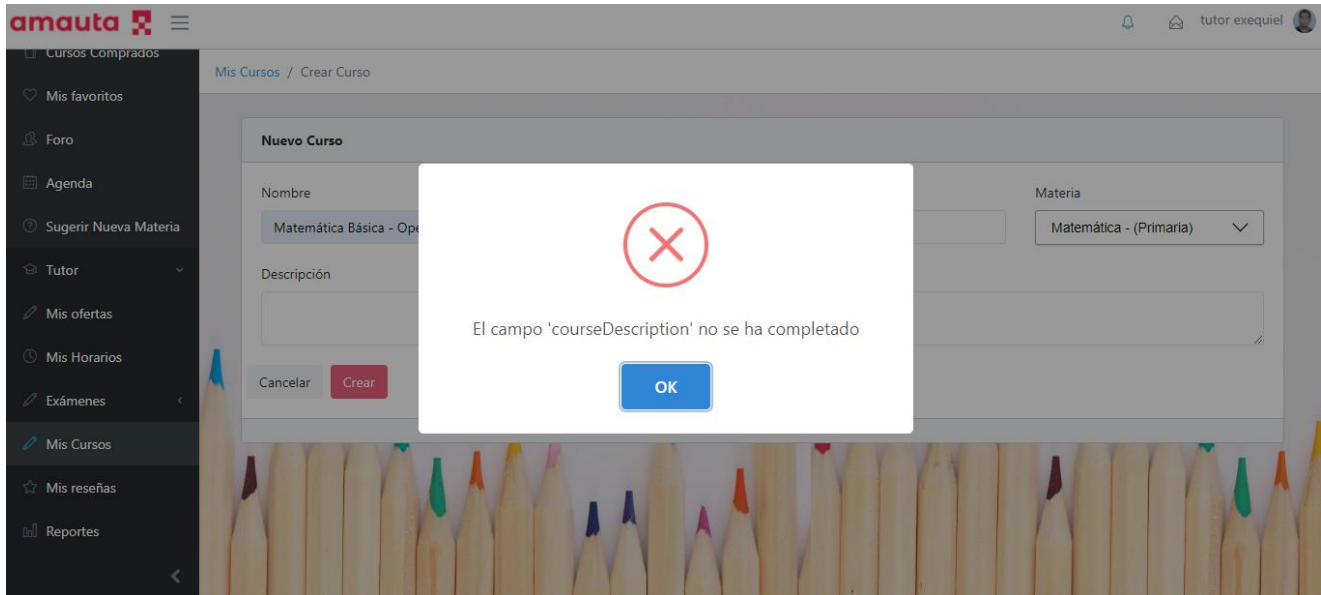 amauta
tutor exequiel
Cursos Comprados
Mis favoritos
Foro
Agenda
Sugerir Nueva Materia
Tutor
Mis ofertas
Mis Horarios
Exámenes
Mis Cursos
Mis reseñas
Reportes
Mis Cursos / Crear Curso
Nuevo Curso
Nombre
Matemática Básica - Ope
Materia
Matemática - (Primaria)
Descripción
Cancelar
Crear
El campo 'courseDescription' no se ha completado
OK